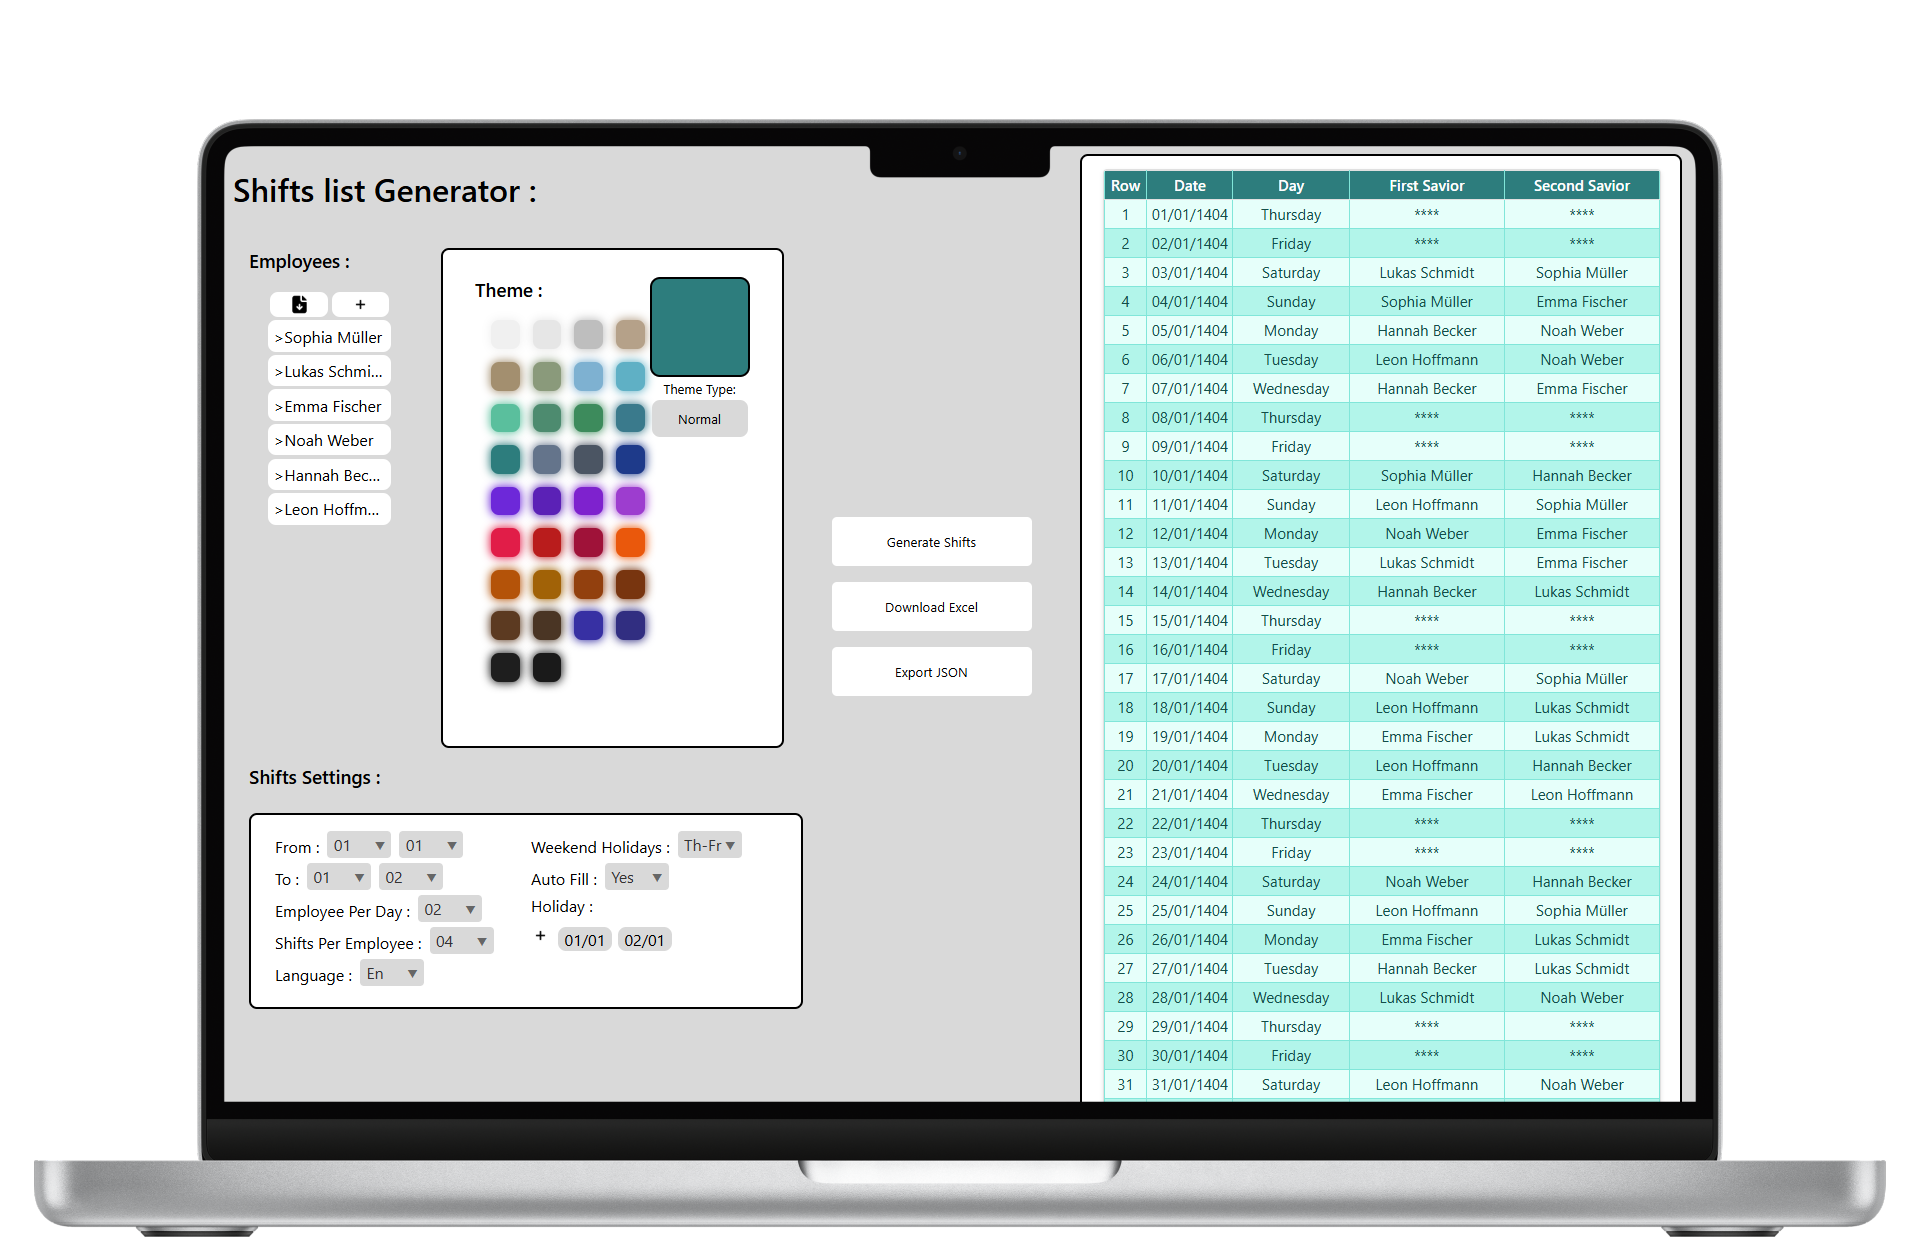 Shifts list Generator :
Employees :
+
>Sophia Müller
>Lukas Schmi...
>Emma Fischer
>Noah Weber
>Hannah Bec...
>Leon Hoffm...
Theme :
Theme Type:
Normal
Generate Shifts
Download Excel
Export JSON
Shifts Settings :
From : 01 ▼ 01 ▼
To : 01 ▼ 02 ▼
Employee Per Day : 02 ▼
Shifts Per Employee : 04 ▼
Language : En ▼
Weekend Holidays : Th-Fr ▼
Auto Fill : Yes ▼
Holiday :
+ 01/01 02/01
Row Date Day First Savior Second Savior
1 01/01/1404 Thursday **** ****
2 02/01/1404 Friday **** ****
3 03/01/1404 Saturday Lukas Schmidt Sophia Müller
4 04/01/1404 Sunday Sophia Müller Emma Fischer
5 05/01/1404 Monday Hannah Becker Noah Weber
6 06/01/1404 Tuesday Leon Hoffmann Noah Weber
7 07/01/1404 Wednesday Hannah Becker Emma Fischer
8 08/01/1404 Thursday **** ****
9 09/01/1404 Friday **** ****
10 10/01/1404 Saturday Sophia Müller Hannah Becker
11 11/01/1404 Sunday Leon Hoffmann Sophia Müller
12 12/01/1404 Monday Noah Weber Emma Fischer
13 13/01/1404 Tuesday Lukas Schmidt Emma Fischer
14 14/01/1404 Wednesday Hannah Becker Lukas Schmidt
15 15/01/1404 Thursday **** ****
16 16/01/1404 Friday **** ****
17 17/01/1404 Saturday Noah Weber Sophia Müller
18 18/01/1404 Sunday Leon Hoffmann Lukas Schmidt
19 19/01/1404 Monday Emma Fischer Lukas Schmidt
20 20/01/1404 Tuesday Leon Hoffmann Hannah Becker
21 21/01/1404 Wednesday Emma Fischer Leon Hoffmann
22 22/01/1404 Thursday **** ****
23 23/01/1404 Friday **** ****
24 24/01/1404 Saturday Noah Weber Hannah Becker
25 25/01/1404 Sunday Leon Hoffmann Sophia Müller
26 26/01/1404 Monday Emma Fischer Lukas Schmidt
27 27/01/1404 Tuesday Hannah Becker Lukas Schmidt
28 28/01/1404 Wednesday Lukas Schmidt Noah Weber
29 29/01/1404 Thursday **** ****
30 30/01/1404 Friday **** ****
31 31/01/1404 Saturday Leon Hoffmann Noah Weber